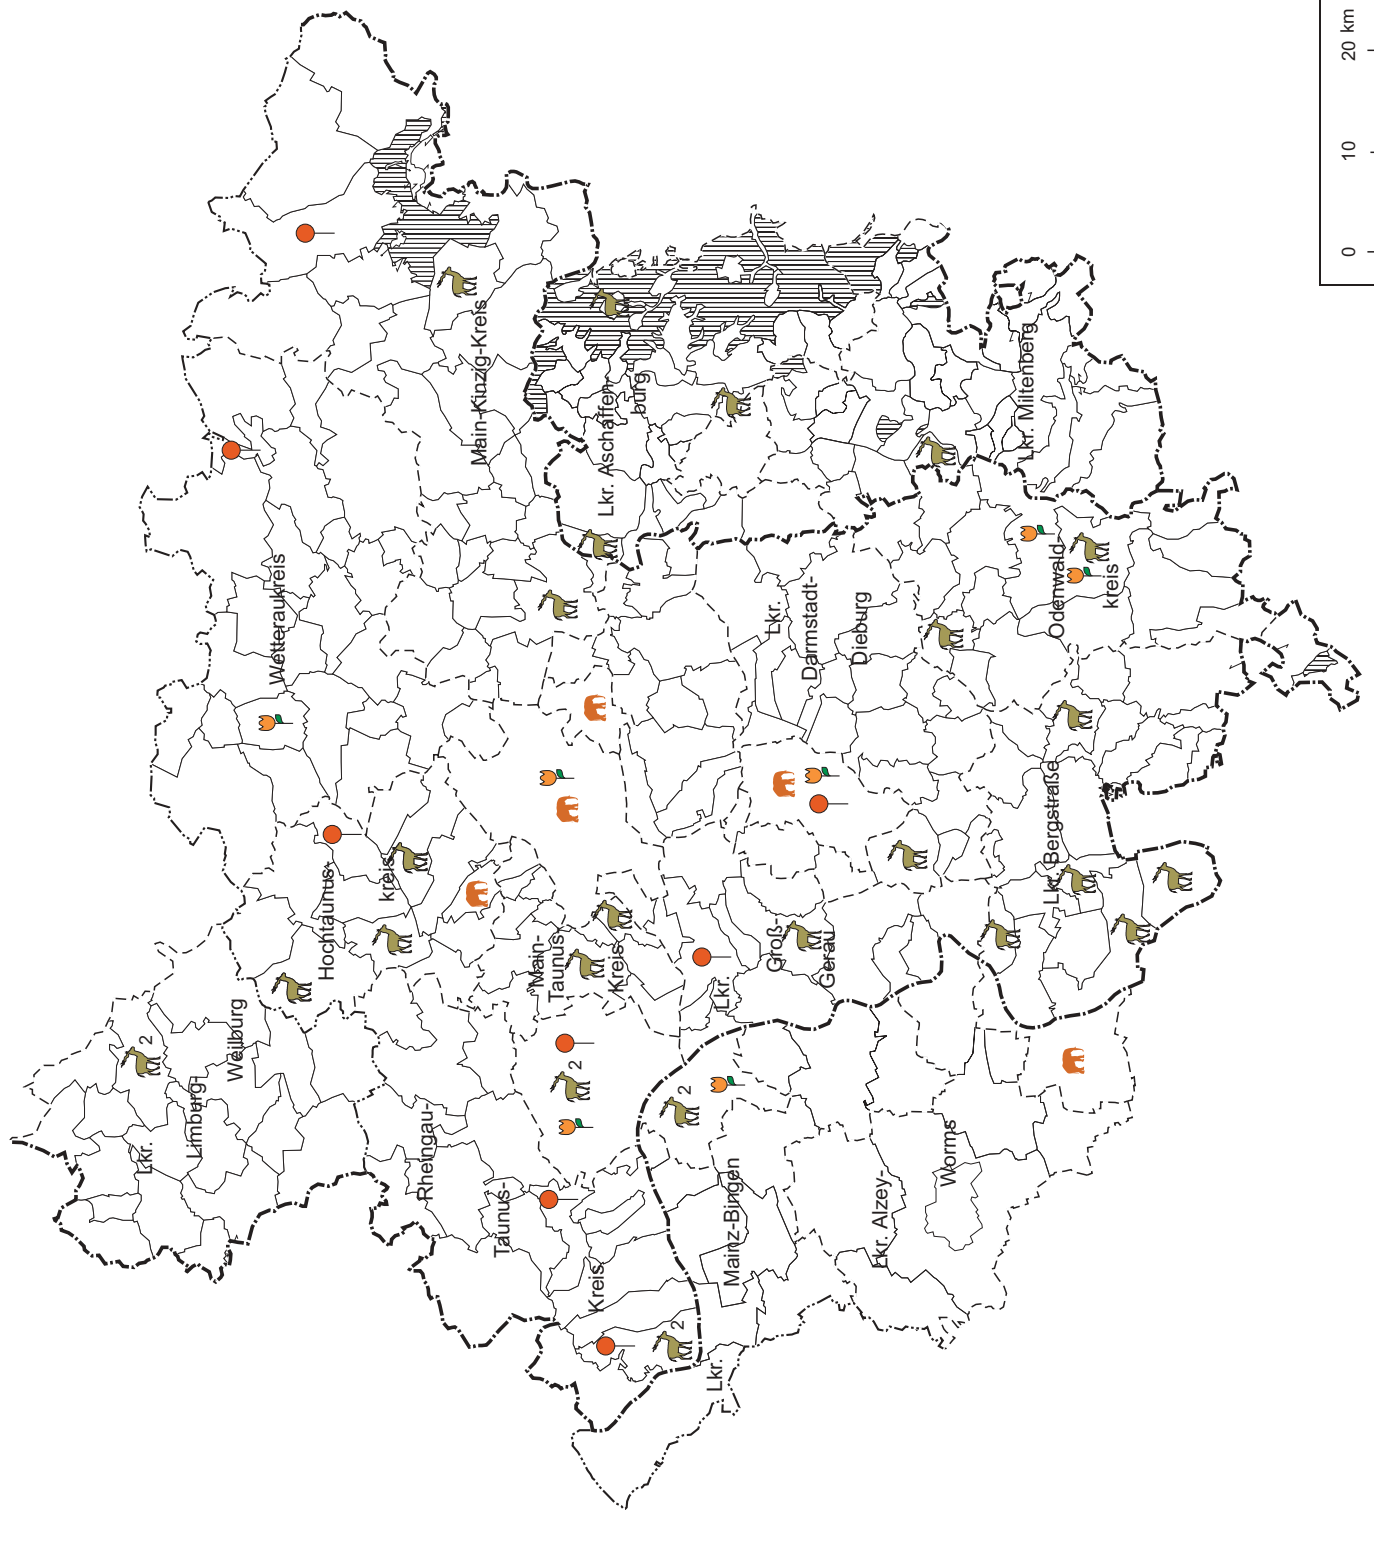 Lkr.
Limburg-
Weilburg
2
Hochtaunus-
kreis
Wetteraukreis
Main-Kinzig-Kreis
Rheingau-
Taunus-
Kreis
2
2
Main-
Taunus-
Kreis
2
Lkr. Aschaffen-
burg
Lkr.
Mainz-Bingen
Lkr.
Groß-
Gerau
Lkr.
Darmstadt-
Dieburg
Lkr. Alzey-
Worms
Lkr. Bergstraße
Odenwald-
kreis
Lkr. Miltenberg
0 10 20 km